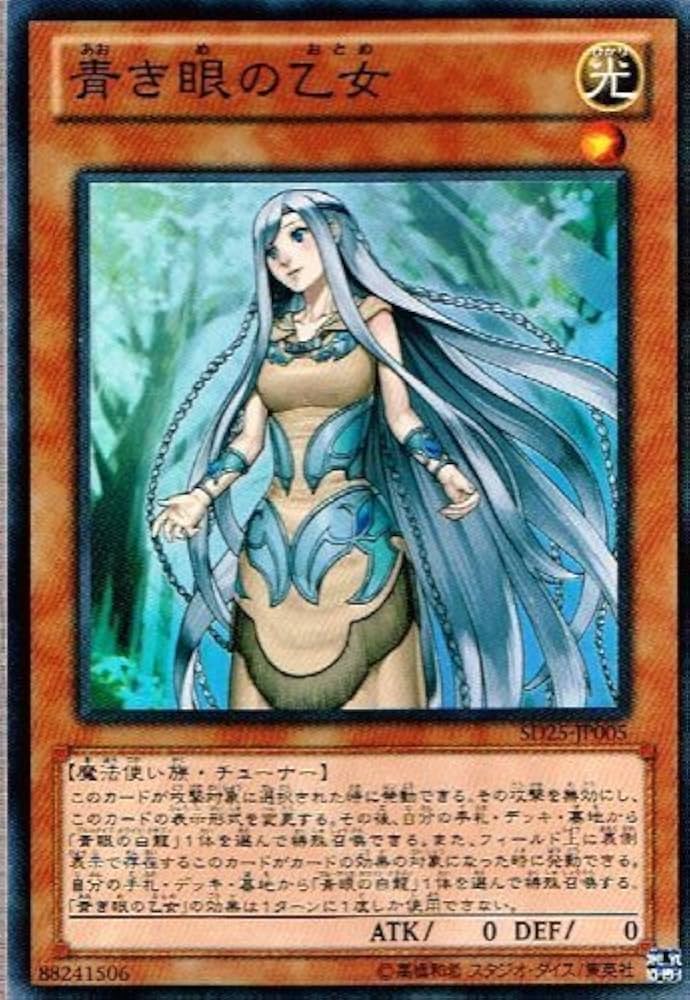 あお め おとめ
青き眼の乙女
ひかり
光
SD25-JP005
【魔法使い族・チューナー】
このカードが攻撃対象に選択された時に発動できる。その攻撃を無効にし、
このカードの表示形式を変更する。その後、自分の手札・デッキ・墓地から
「青眼の白龍」1体を選んで特殊召喚できる。また、フィールド上に表側
表示で存在するこのカードがカードの効果の対象になった時に発動できる。
自分の手札・デッキ・墓地から「青眼の白龍」1体を選んで特殊召喚する。
「青き眼の乙女」の効果は1ターンに1度しか使用できない。
ATK/ 0 DEF/ 0
88241506
©高橋和希 スタジオ・ダイス/集英社